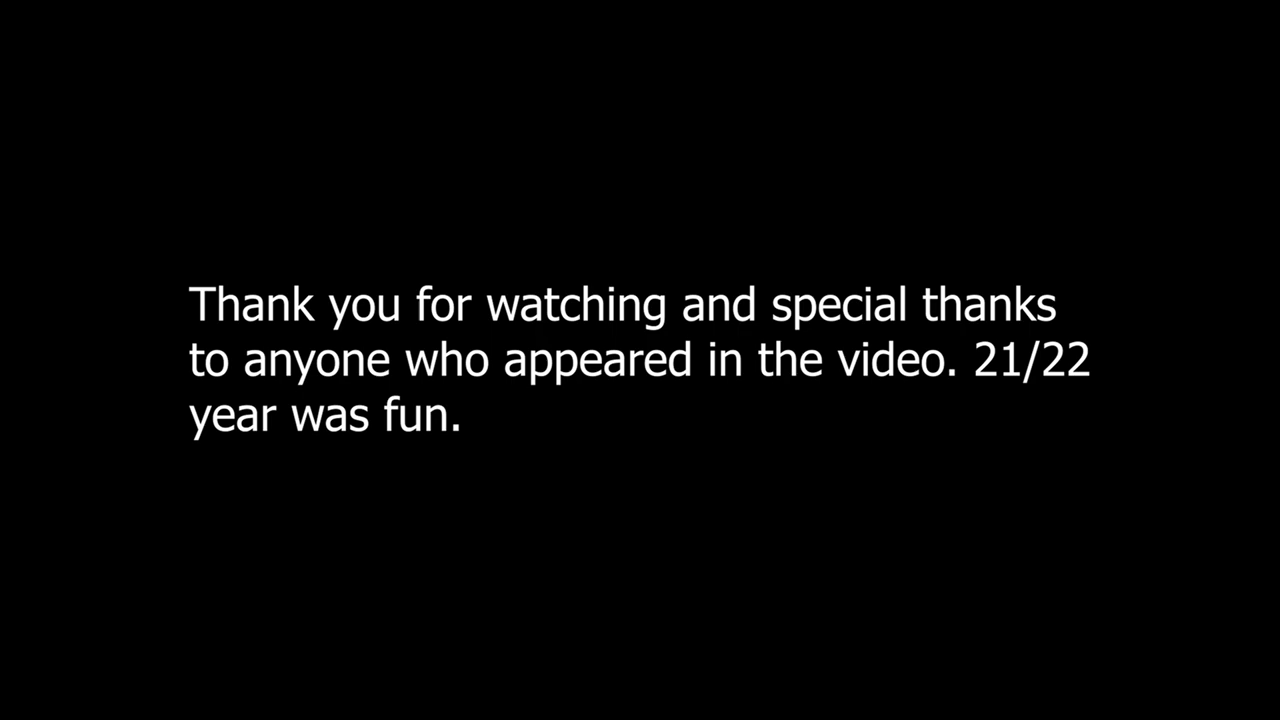 Thank you for watching and special thanks
to anyone who appeared in the video. 21/22
year was fun.